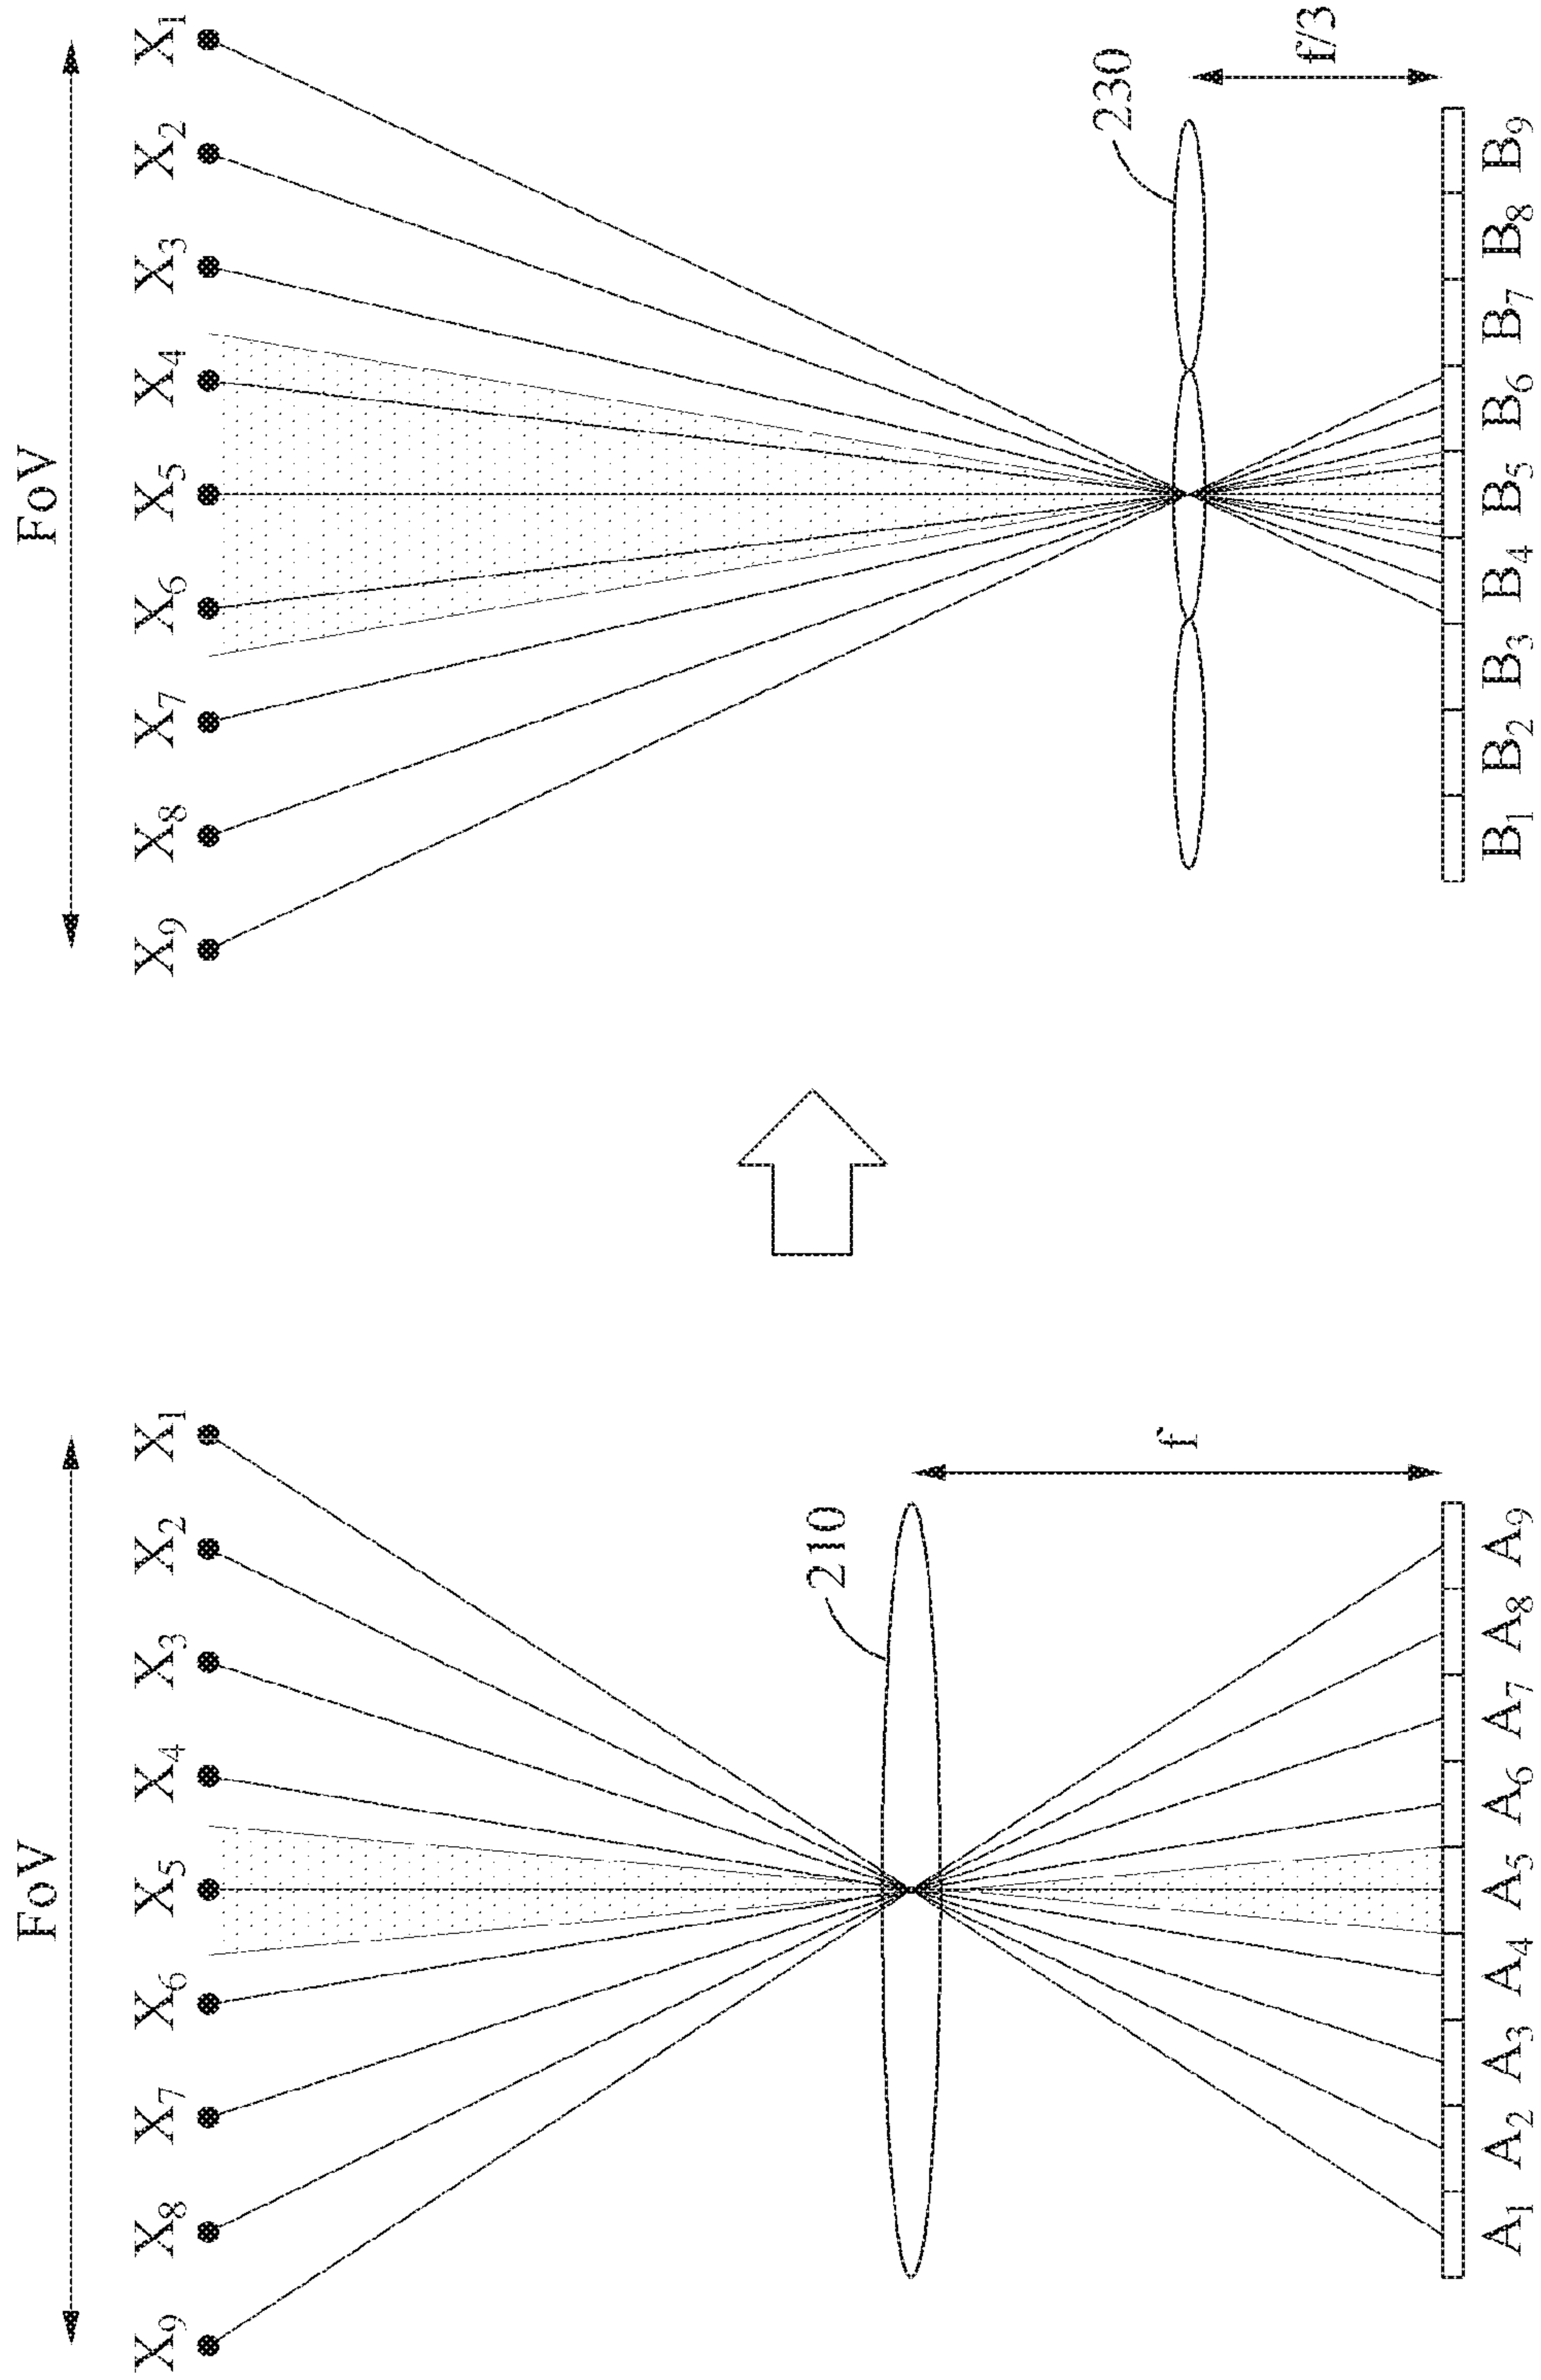 FoV
X₉ X₈ X₇ X₆ X₅ X₄ X₃ X₂ X₁
210
f
A₁ A₂ A₃ A₄ A₅ A₆ A₇ A₈ A₉
FoV
X₉ X₈ X₇ X₆ X₅ X₄ X₃ X₂ X₁
230
f/3
B₁ B₂ B₃ B₄ B₅ B₆ B₇ B₈ B₉